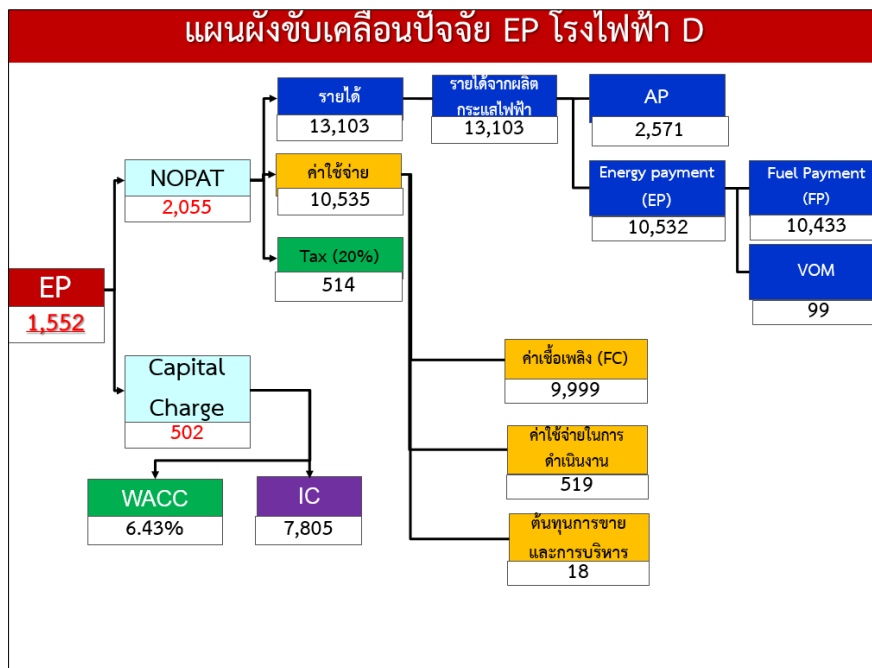 แผนผังขับเคลื่อนปัจจัย EP โรงไฟฟ้า D
รายได้
13,103
รายได้จากผลิต
กระแสไฟฟ้า
13,103
AP
2,571
NOPAT
2,055
ค่าใช้จ่าย
10,535
Energy payment
(EP)
10,532
Fuel Payment
(FP)
10,433
Tax (20%)
514
VOM
99
EP
1,552
ค่าเชื้อเพลิง (FC)
9,999
Capital
Charge
502
ค่าใช้จ่ายในการ
ดำเนินงาน
519
WACC
6.43%
IC
7,805
ต้นทุนการขาย
และการบริหาร
18